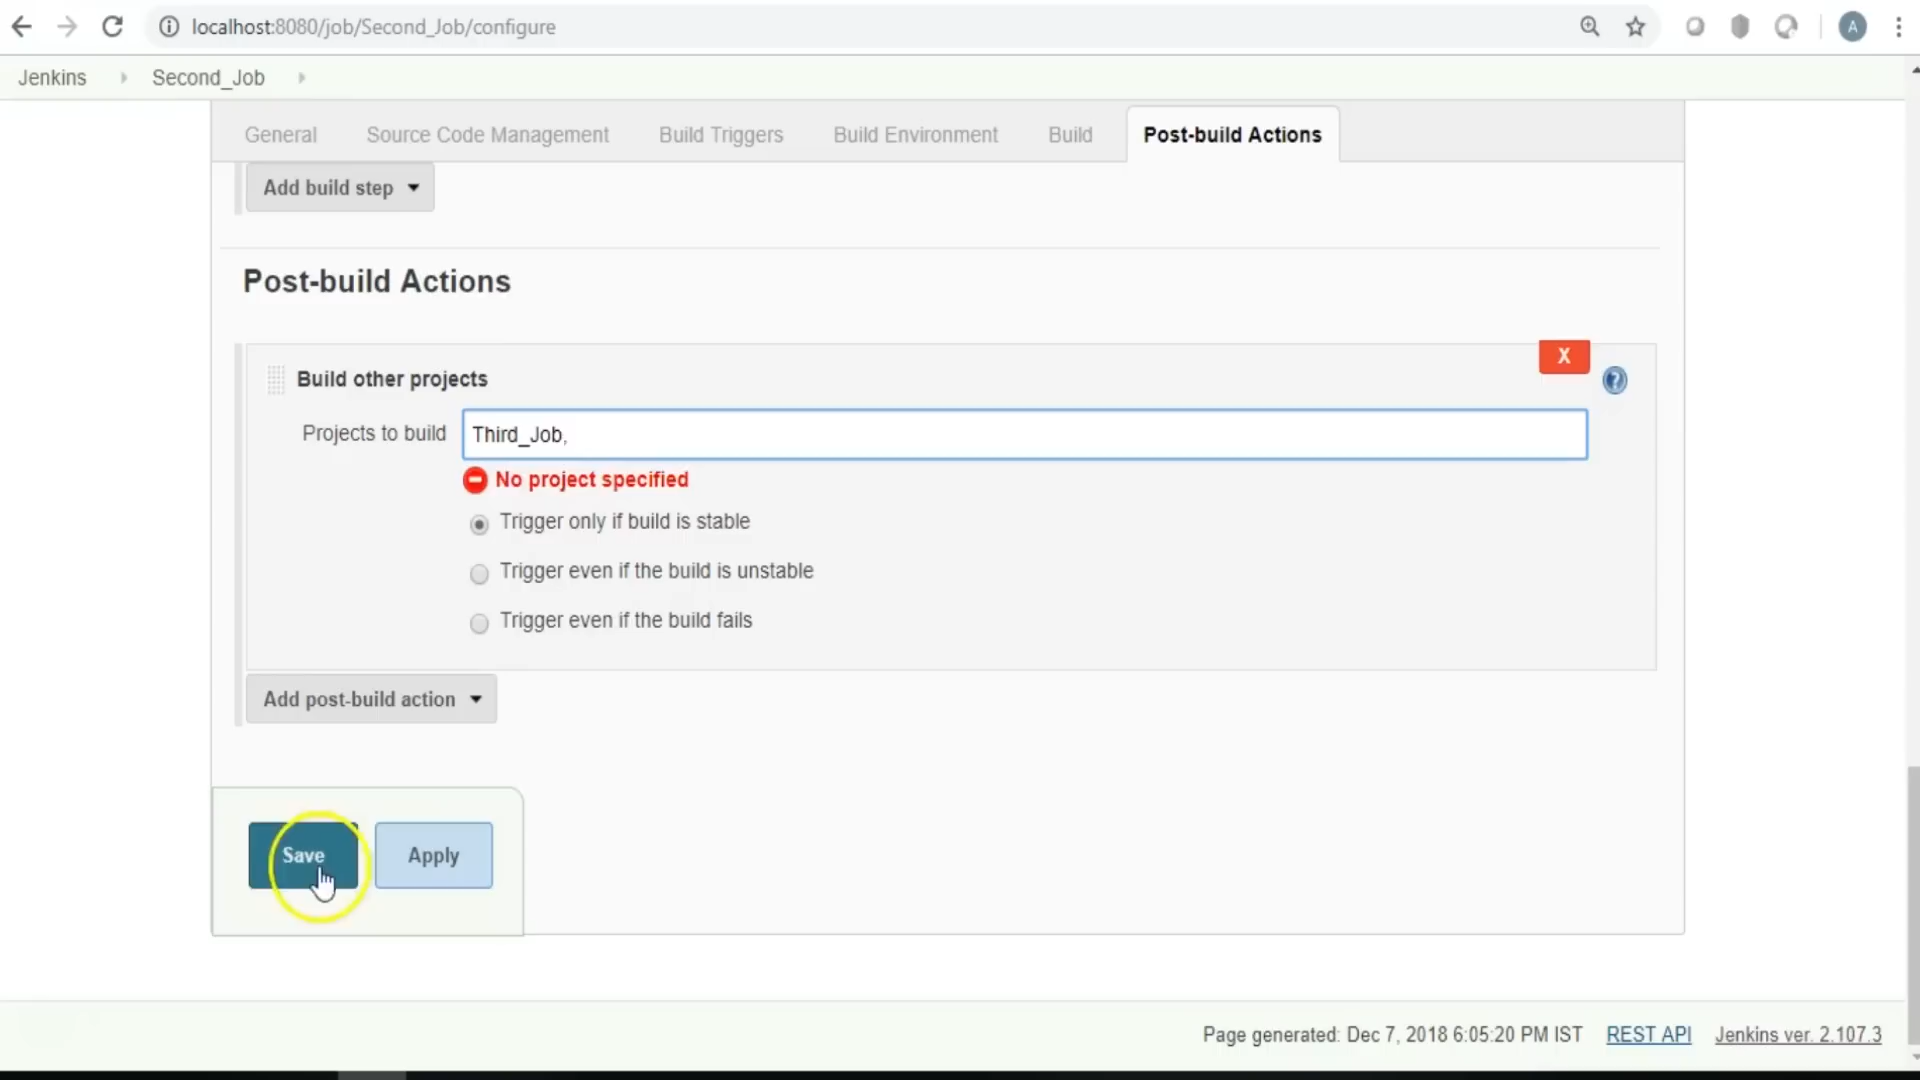 localhost:8080/job/Second_Job/configure
A
Jenkins Second_Job
General Source Code Management Build Triggers Build Environment Build Post-build Actions
Add build step
Post-build Actions
X
Build other projects
?
Projects to build Third_Job,
No project specified
Trigger only if build is stable
Trigger even if the build is unstable
Trigger even if the build fails
Add post-build action
Save Apply
Page generated: Dec 7, 2018 6:05:20 PM IST REST API Jenkins ver. 2.107.3